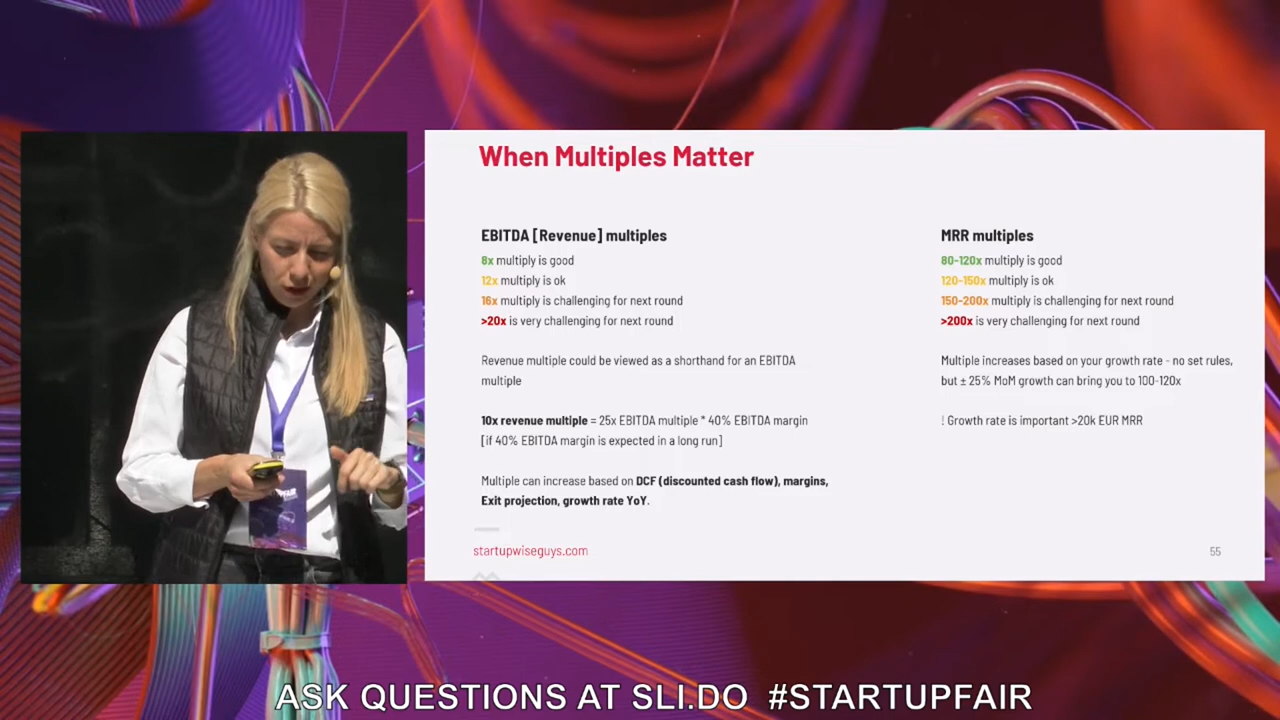 When Multiples Matter
EBITDA [Revenue] multiples
8x multiply is good
12x multiply is ok
16x multiply is challenging for next round
>20x is very challenging for next round
Revenue multiple could be viewed as a shorthand for an EBITDA
multiple
10x revenue multiple = 25x EBITDA multiple * 40% EBITDA margin
[if 40% EBITDA margin is expected in a long run]
Multiple can increase based on DCF (discounted cash flow), margins,
Exit projection, growth rate YoY.
MRR multiples
80-120x multiply is good
120-150x multiply is ok
150-200x multiply is challenging for next round
>200x is very challenging for next round
Multiple increases based on your growth rate - no set rules,
but ± 25% MoM growth can bring you to 100-120x
! Growth rate is important >20k EUR MRR
startupwiseguys.com
55
ASK QUESTIONS AT SLI.DO #STARTUPFAIR